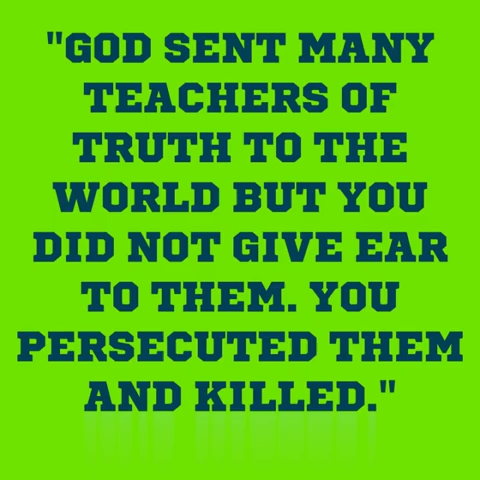 "GOD SENT MANY
TEACHERS OF
TRUTH TO THE
WORLD BUT YOU
DID NOT GIVE EAR
TO THEM. YOU
PERSECUTED THEM
AND KILLED."